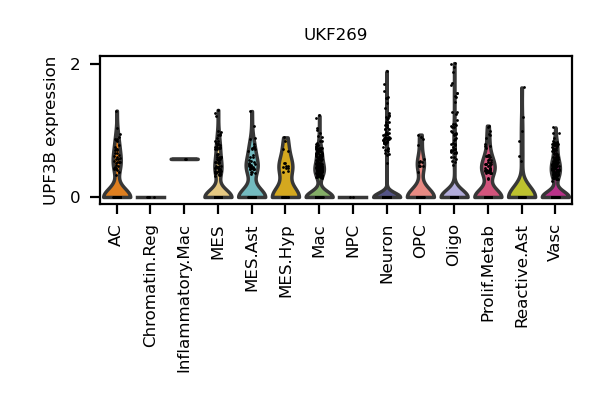 UKF269
UPF3B expression
2
0
AC
Chromatin.Reg
Inflammatory.Mac
MES
MES.Ast
MES.Hyp
Mac
NPC
Neuron
OPC
Oligo
Prolif.Metab
Reactive.Ast
Vasc